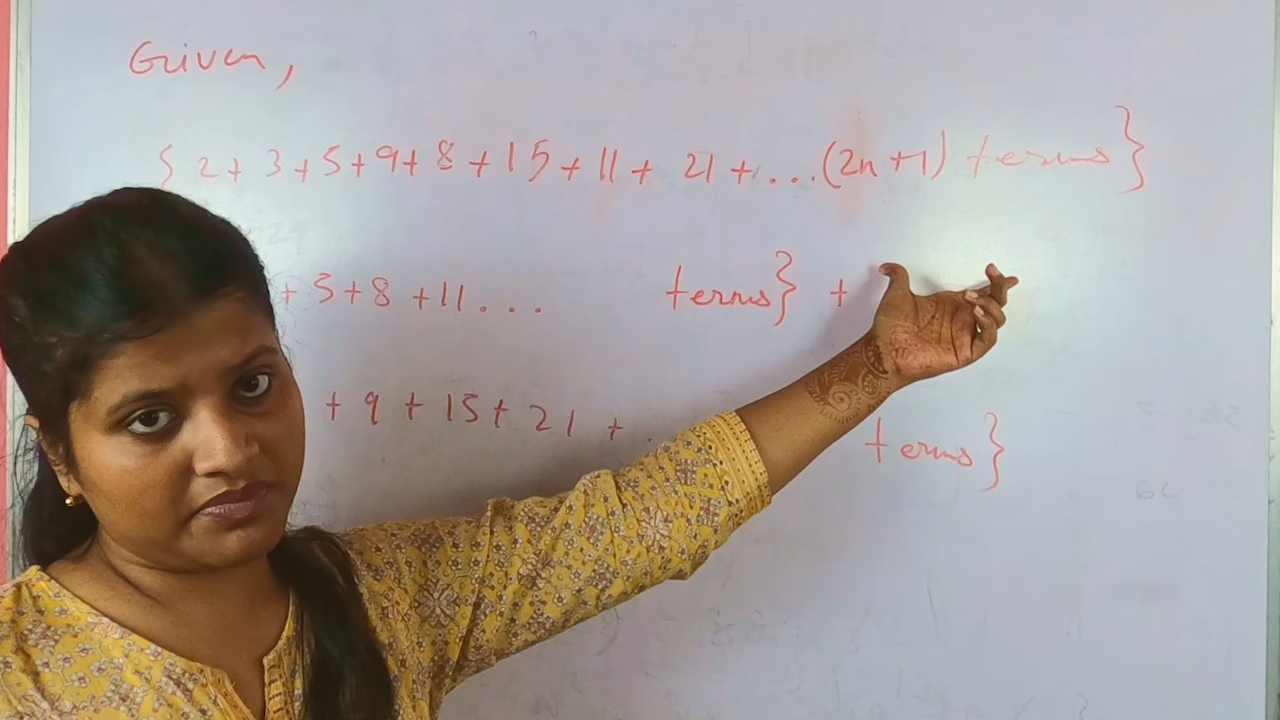 Given,
{ 2 + 3 + 5 + 9 + 8 + 15 + 11 + 21 + ... (2n + 1) terms }
+ 5 + 8 + 11 . . . terms } +
+ 9 + 15 + 21 + . terms }